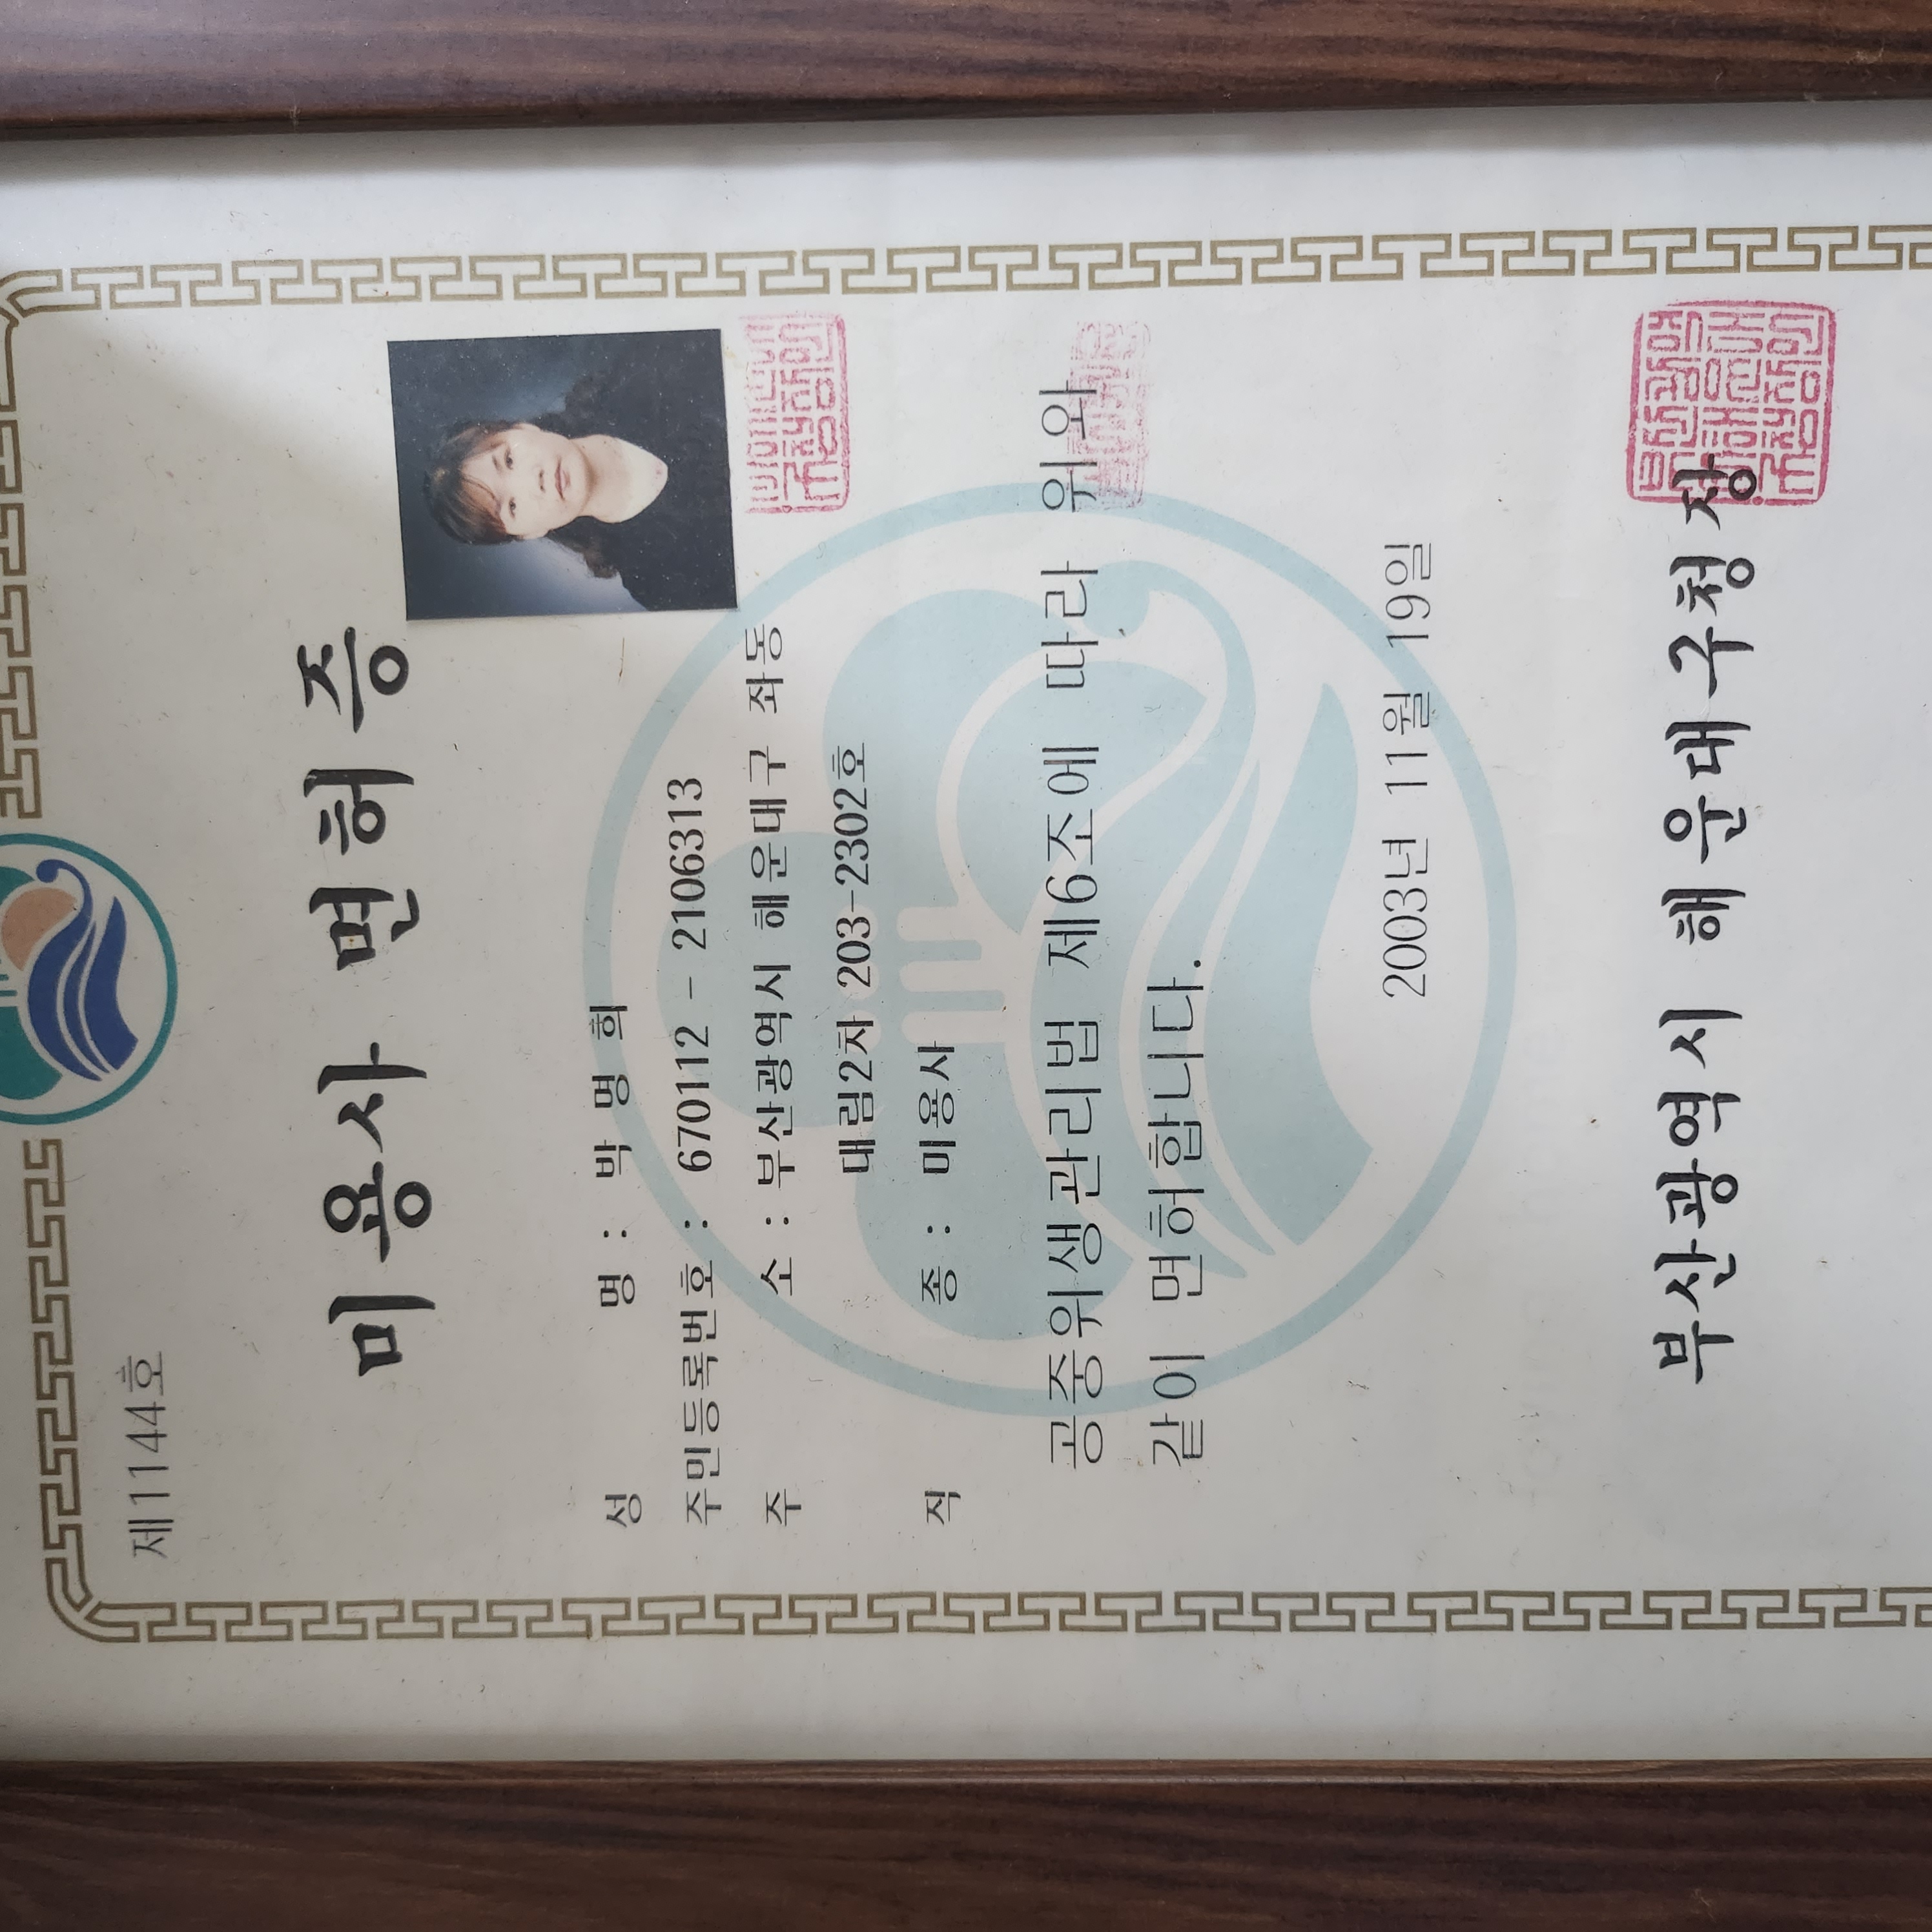 제1144호
미용사 면허증
성 명 : 박 명 희
주민등록번호 : 670112 - 2106313
주 소 : 부산광역시 해운대구 좌동
대림2차 203-2302호
직 종 : 미용사
공중위생관리법 제6조에 따라 위와
같이 면허합니다.
2003년 11월 19일
부산광역시 해운대구청장